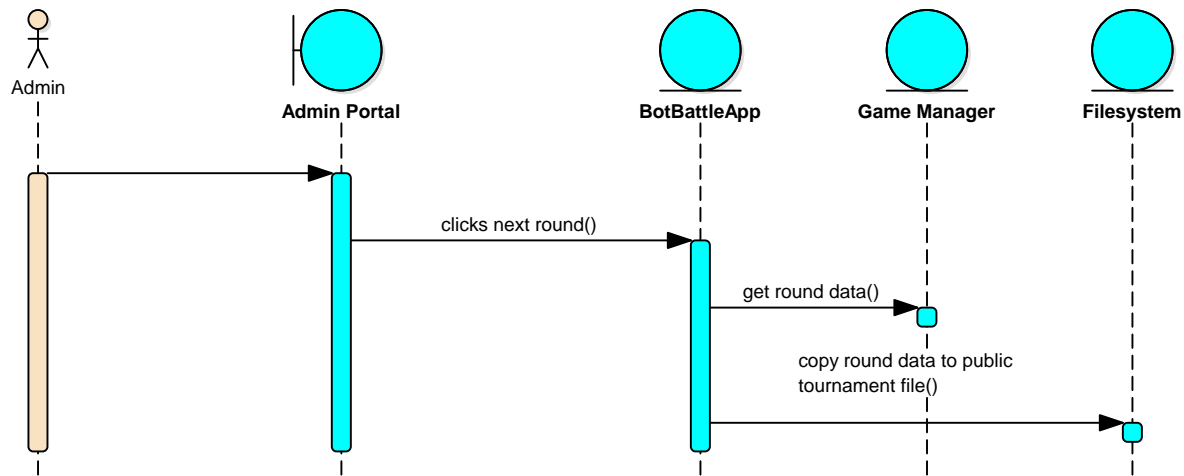 Admin
Admin Portal
BotBattleApp
Game Manager
Filesystem
clicks next round()
get round data()
copy round data to public
tournament file()